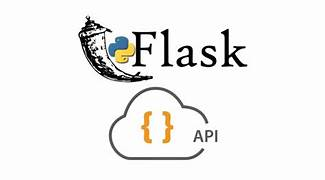 Flask
{ } API